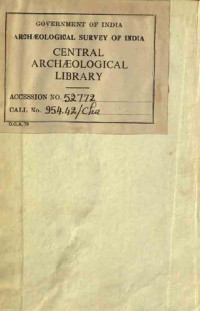 GOVERNMENT OF INDIA
ARCHÆOLOGICAL SURVEY OF INDIA
CENTRAL
ARCHÆOLOGICAL
LIBRARY
ACCESSION NO. 52772
CALL No. 954.42/Cha
D.G.A. 79